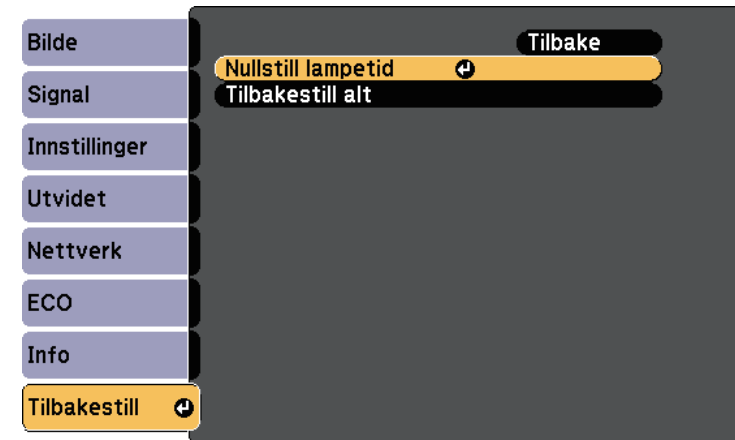 Bilde
Signal
Innstillinger
Utvidet
Nettverk
ECO
Info
Tilbakestill
Tilbake
Nullstill lampetid
Tilbakestill alt